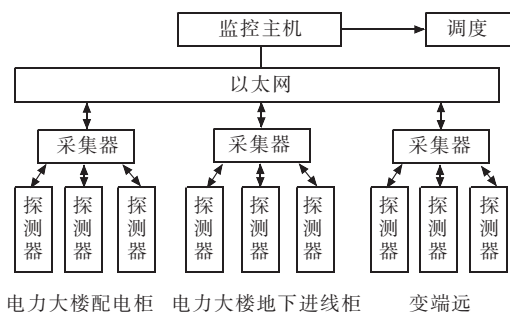 监控主机
调度
以太网
采集器
采集器
采集器
探测器
探测器
探测器
探测器
探测器
探测器
探测器
探测器
探测器
电力大楼配电柜
电力大楼地下进线柜
变端远